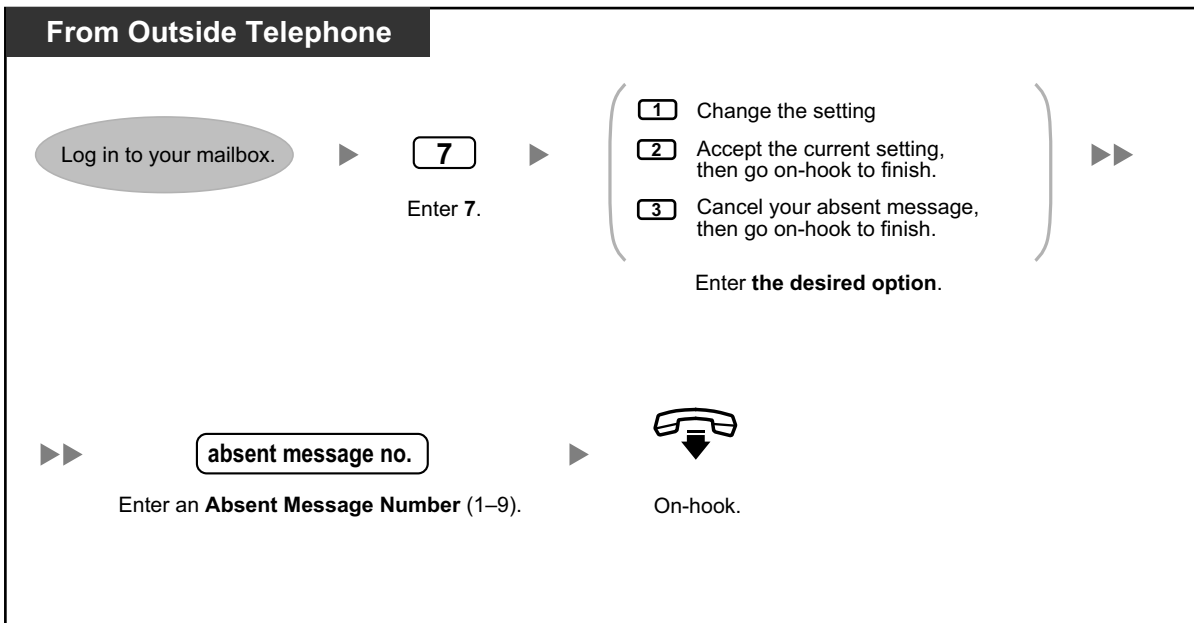 From Outside Telephone
Log in to your mailbox.
7
Enter 7.
1 Change the setting
2 Accept the current setting,
then go on-hook to finish.
3 Cancel your absent message,
then go on-hook to finish.
Enter the desired option.
absent message no.
Enter an Absent Message Number (1–9).
On-hook.